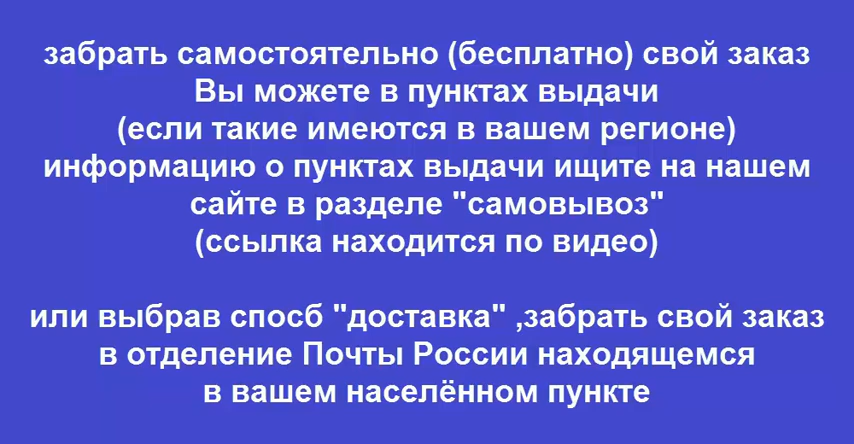 забрать самостоятельно (бесплатно) свой заказ
Вы можете в пунктах выдачи
(если такие имеются в вашем регионе)
информацию о пунктах выдачи ищите на нашем
сайте в разделе "самовывоз"
(ссылка находится по видео)
или выбрав спосб "доставка" ,забрать свой заказ
в отделение Почты России находящемся
в вашем населённом пункте